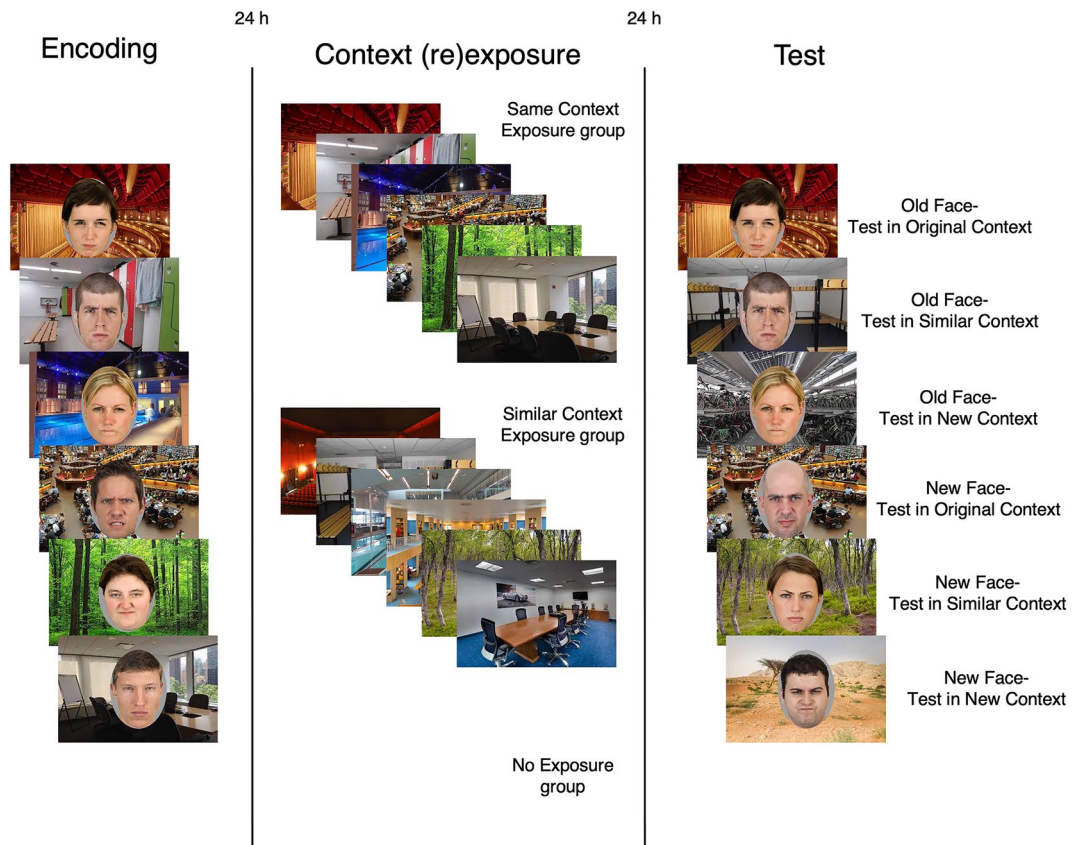 24 h
24 h
Encoding
Context (re)exposure
Test
Same Context
Exposure group
Similar Context
Exposure group
No Exposure
group
Old Face-
Test in Original Context
Old Face-
Test in Similar Context
Old Face-
Test in New Context
New Face-
Test in Original Context
New Face-
Test in Similar Context
New Face-
Test in New Context